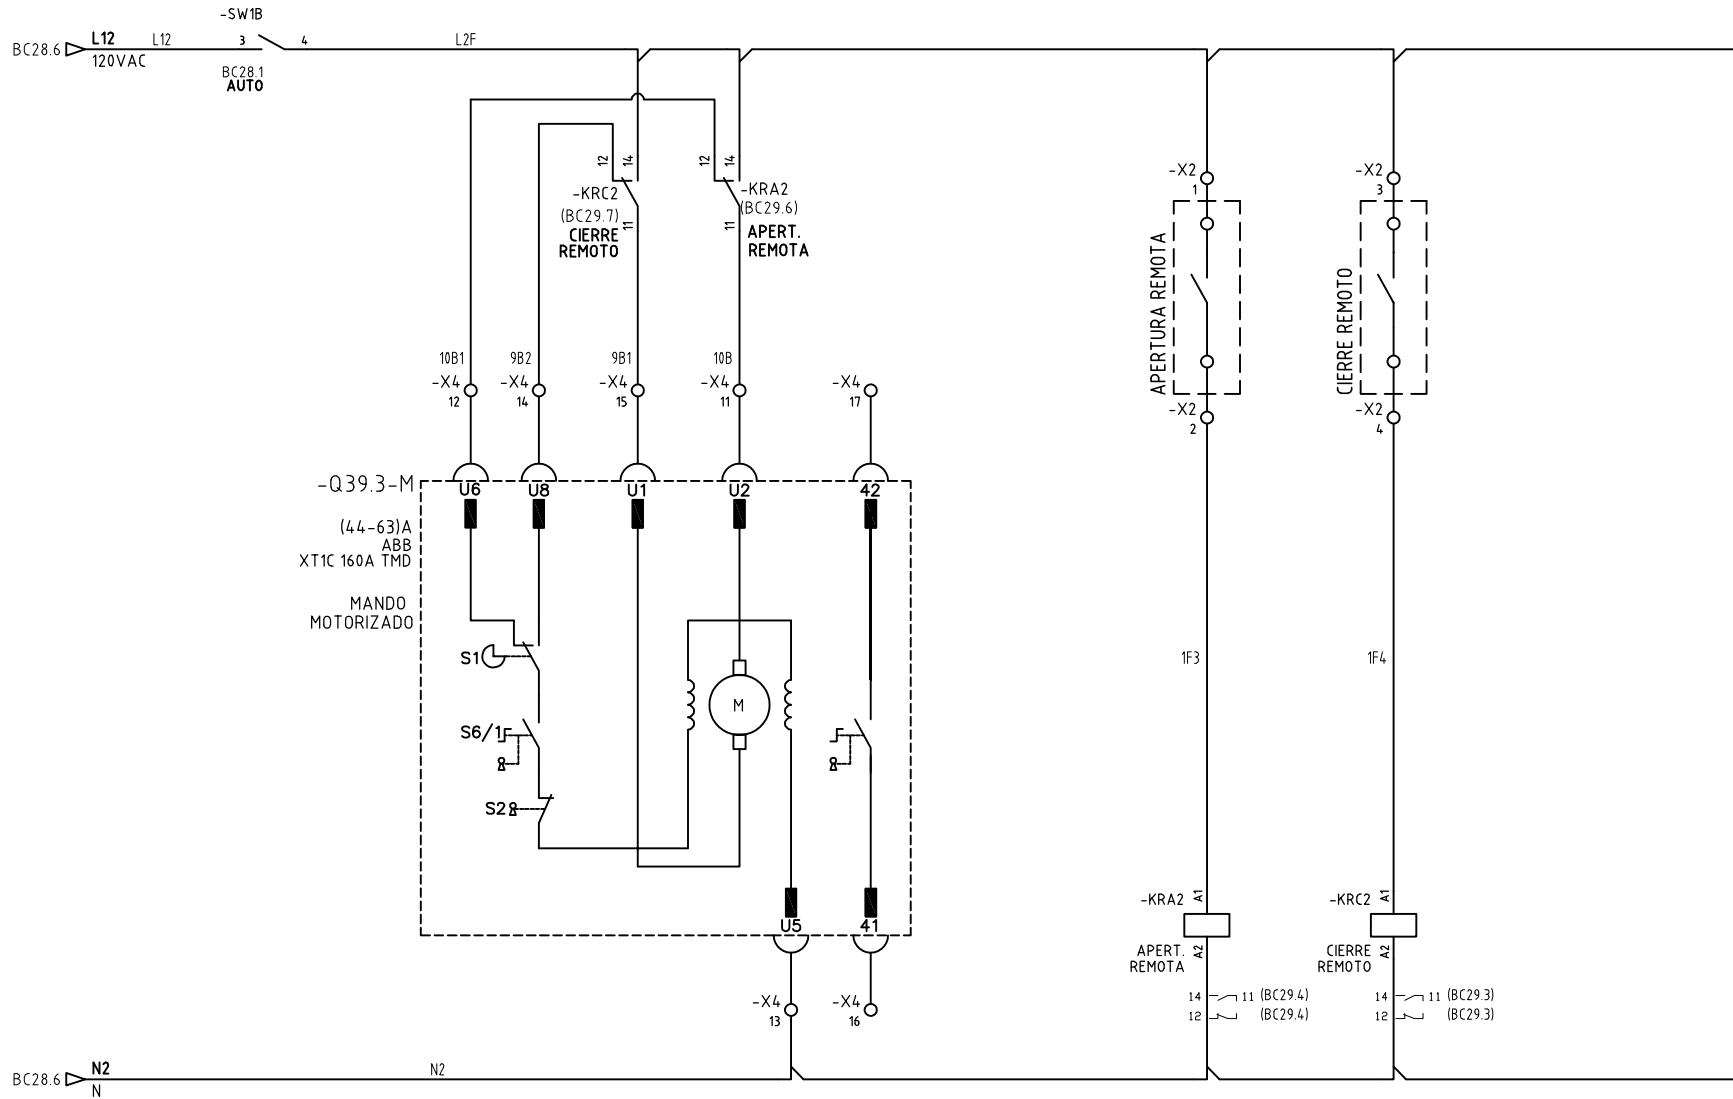 -SW1B
BC28.6
L12
L12
3
4
L2F
120VAC
BC28.1
AUTO
12
14
12
14
-KRC2
(BC29.7)
CIERRE
REMOTO
11
-KRA2
(BC29.6)
11
APERT.
REMOTA
-X2
1
-X2
3
APERTURA REMOTA
CIERRE REMOTO
10B1
9B2
9B1
10B
-X4
12
-X4
14
-X4
15
-X4
11
-X4
17
-X2
2
-X2
4
-Q39.3-M
U6
U8
U1
U2
42
(44-63)A
ABB
XT1C 160A TMD
MANDO
MOTORIZADO
S1
1F3
1F4
M
S6/1
S2
-KRA2
A1
-KRC2
A1
U5
41
APERT.
REMOTA
A2
CIERRE
REMOTO
A2
14
11
(BC29.4)
14
11
(BC29.3)
12
(BC29.4)
12
(BC29.3)
-X4
13
-X4
16
BC28.6
N2
N2
N